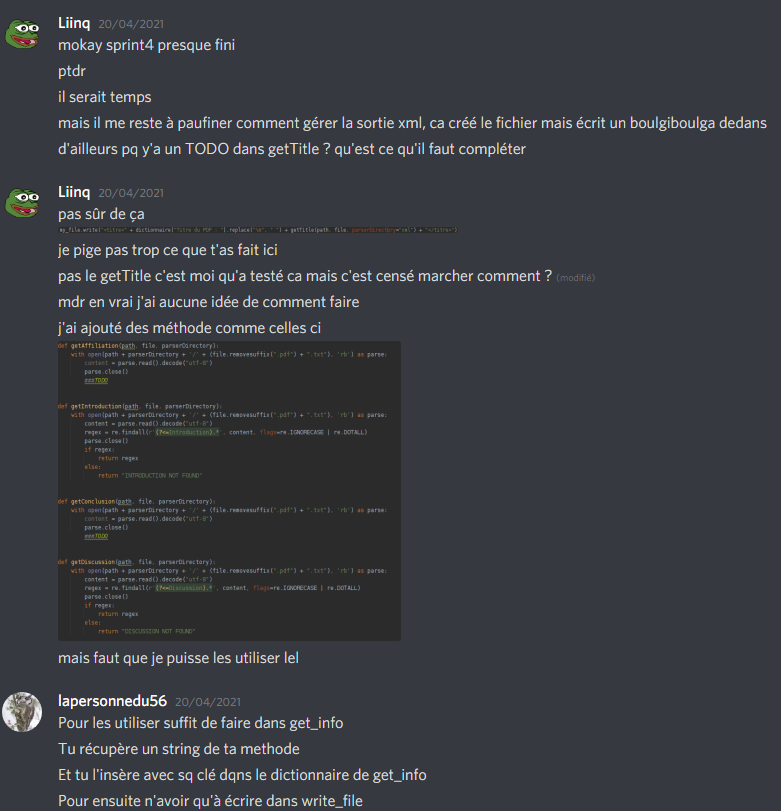 Liinq 20/04/2021
mokay sprint4 presque fini
ptdr
il serait temps
mais il me reste à paufiner comment gérer la sortie xml, ca créé le fichier mais écrit un boulgiboulga dedans
d'ailleurs pq y'a un TODO dans getTitle ? qu'est ce qu'il faut compléter
Liinq 20/04/2021
pas sûr de ça
my_file.write("<titre>" + dictionnaire["Titre du PDF : "].replace("\n", " ") + getTitle(path, file, parserDirectory="xml") + "</titre>")
je pige pas trop ce que t'as fait ici
pas le getTitle c'est moi qu'a testé ca mais c'est censé marcher comment ? (modifié)
mdr en vrai j'ai aucune idée de comment faire
j'ai ajouté des méthode comme celles ci
def getAffiliation(path, file, parserDirectory):
with open(path + parserDirectory + '/' + (file.removesuffix(".pdf") + ".txt"), 'rb') as parse:
content = parse.read().decode("utf-8")
parse.close()
###TODO
def getIntroduction(path, file, parserDirectory):
with open(path + parserDirectory + '/' + (file.removesuffix(".pdf") + ".txt"), 'rb') as parse:
content = parse.read().decode("utf-8")
regex = re.findall(r'(?<=Introduction).*', content, flags=re.IGNORECASE | re.DOTALL)
parse.close()
if regex:
return regex
else:
return "INTRODUCTION NOT FOUND"
def getConclusion(path, file, parserDirectory):
with open(path + parserDirectory + '/' + (file.removesuffix(".pdf") + ".txt"), 'rb') as parse:
content = parse.read().decode("utf-8")
parse.close()
###TODO
def getDiscussion(path, file, parserDirectory):
with open(path + parserDirectory + '/' + (file.removesuffix(".pdf") + ".txt"), 'rb') as parse:
content = parse.read().decode("utf-8")
regex = re.findall(r'(?<=Discussion).*', content, flags=re.IGNORECASE | re.DOTALL)
parse.close()
if regex:
return regex
else:
return "DISCUSSION NOT FOUND"
mais faut que je puisse les utiliser lel
lapersonnedu56 20/04/2021
Pour les utiliser suffit de faire dans get_info
Tu récupère un string de ta methode
Et tu l'insère avec sq clé dqns le dictionnaire de get_info
Pour ensuite n'avoir qu'à écrire dans write_file